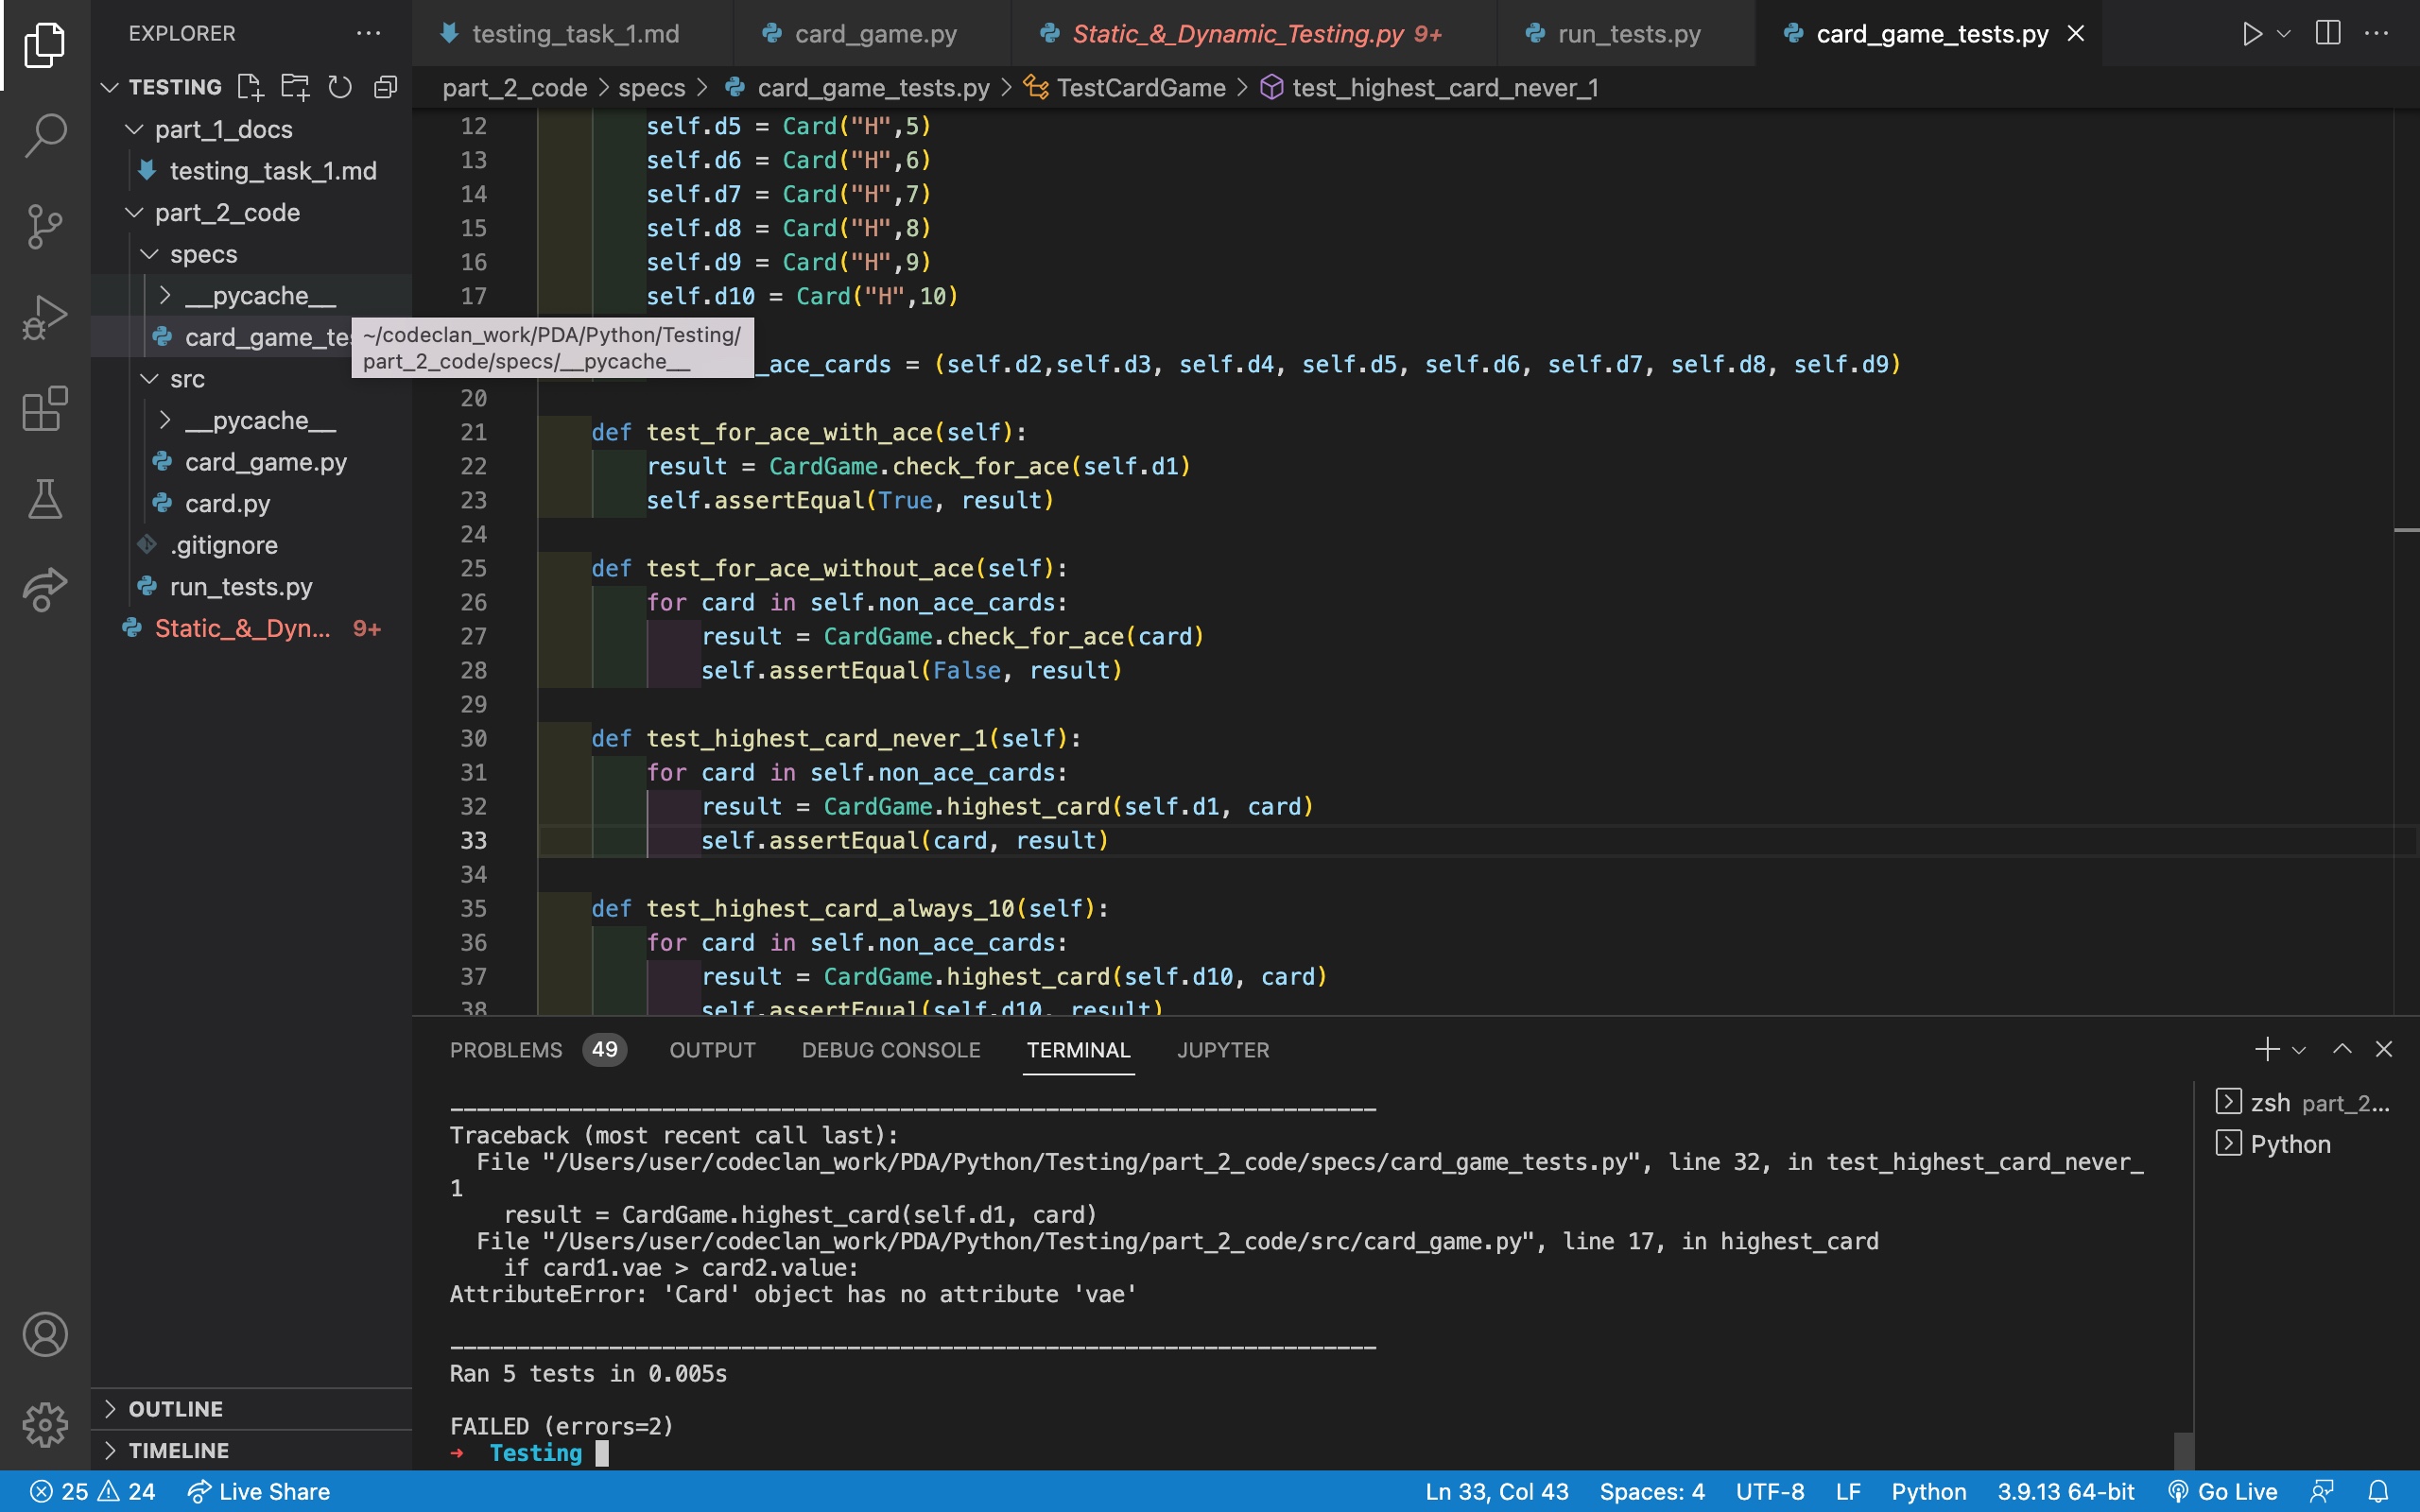 EXPLORER
TESTING
part_1_docs
testing_task_1.md
part_2_code
specs
__pycache__
card_game_tes
~/codeclan_work/PDA/Python/Testing/
part_2_code/specs/__pycache__
src
__pycache__
card_game.py
card.py
.gitignore
run_tests.py
Static_&_Dyn... 9+
OUTLINE
TIMELINE
testing_task_1.md card_game.py Static_&_Dynamic_Testing.py 9+ run_tests.py card_game_tests.py
part_2_code > specs > card_game_tests.py > TestCardGame > test_highest_card_never_1
12 self.d5 = Card("H",5)
13 self.d6 = Card("H",6)
14 self.d7 = Card("H",7)
15 self.d8 = Card("H",8)
16 self.d9 = Card("H",9)
17 self.d10 = Card("H",10)
_ace_cards = (self.d2,self.d3, self.d4, self.d5, self.d6, self.d7, self.d8, self.d9)
20
21 def test_for_ace_with_ace(self):
22 result = CardGame.check_for_ace(self.d1)
23 self.assertEqual(True, result)
24
25 def test_for_ace_without_ace(self):
26 for card in self.non_ace_cards:
27 result = CardGame.check_for_ace(card)
28 self.assertEqual(False, result)
29
30 def test_highest_card_never_1(self):
31 for card in self.non_ace_cards:
32 result = CardGame.highest_card(self.d1, card)
33 self.assertEqual(card, result)
34
35 def test_highest_card_always_10(self):
36 for card in self.non_ace_cards:
37 result = CardGame.highest_card(self.d10, card)
38 self.assertEqual(self.d10, result)
PROBLEMS 49 OUTPUT DEBUG CONSOLE TERMINAL JUPYTER
----------------------------------------------------------------------
Traceback (most recent call last):
File "/Users/user/codeclan_work/PDA/Python/Testing/part_2_code/specs/card_game_tests.py", line 32, in test_highest_card_never_
1
result = CardGame.highest_card(self.d1, card)
File "/Users/user/codeclan_work/PDA/Python/Testing/part_2_code/src/card_game.py", line 17, in highest_card
if card1.vae > card2.value:
AttributeError: 'Card' object has no attribute 'vae'
----------------------------------------------------------------------
Ran 5 tests in 0.005s
FAILED (errors=2)
➜ Testing
zsh part_2...
Python
25 24 Live Share Ln 33, Col 43 Spaces: 4 UTF-8 LF Python 3.9.13 64-bit Go Live